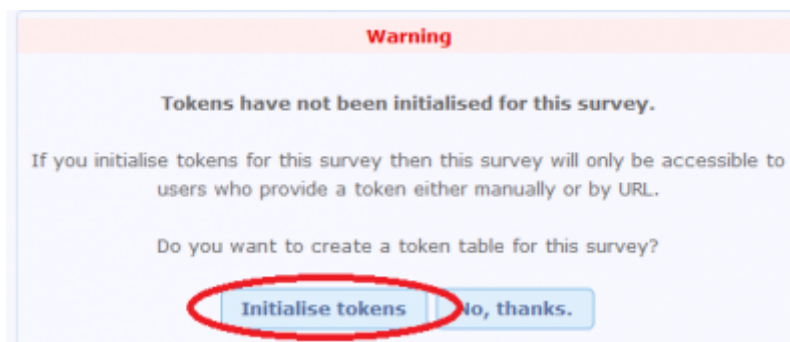 Warning
Tokens have not been initialised for this survey.
If you initialise tokens for this survey then this survey will only be accessible to
users who provide a token either manually or by URL.
Do you want to create a token table for this survey?
Initialise tokens No, thanks.